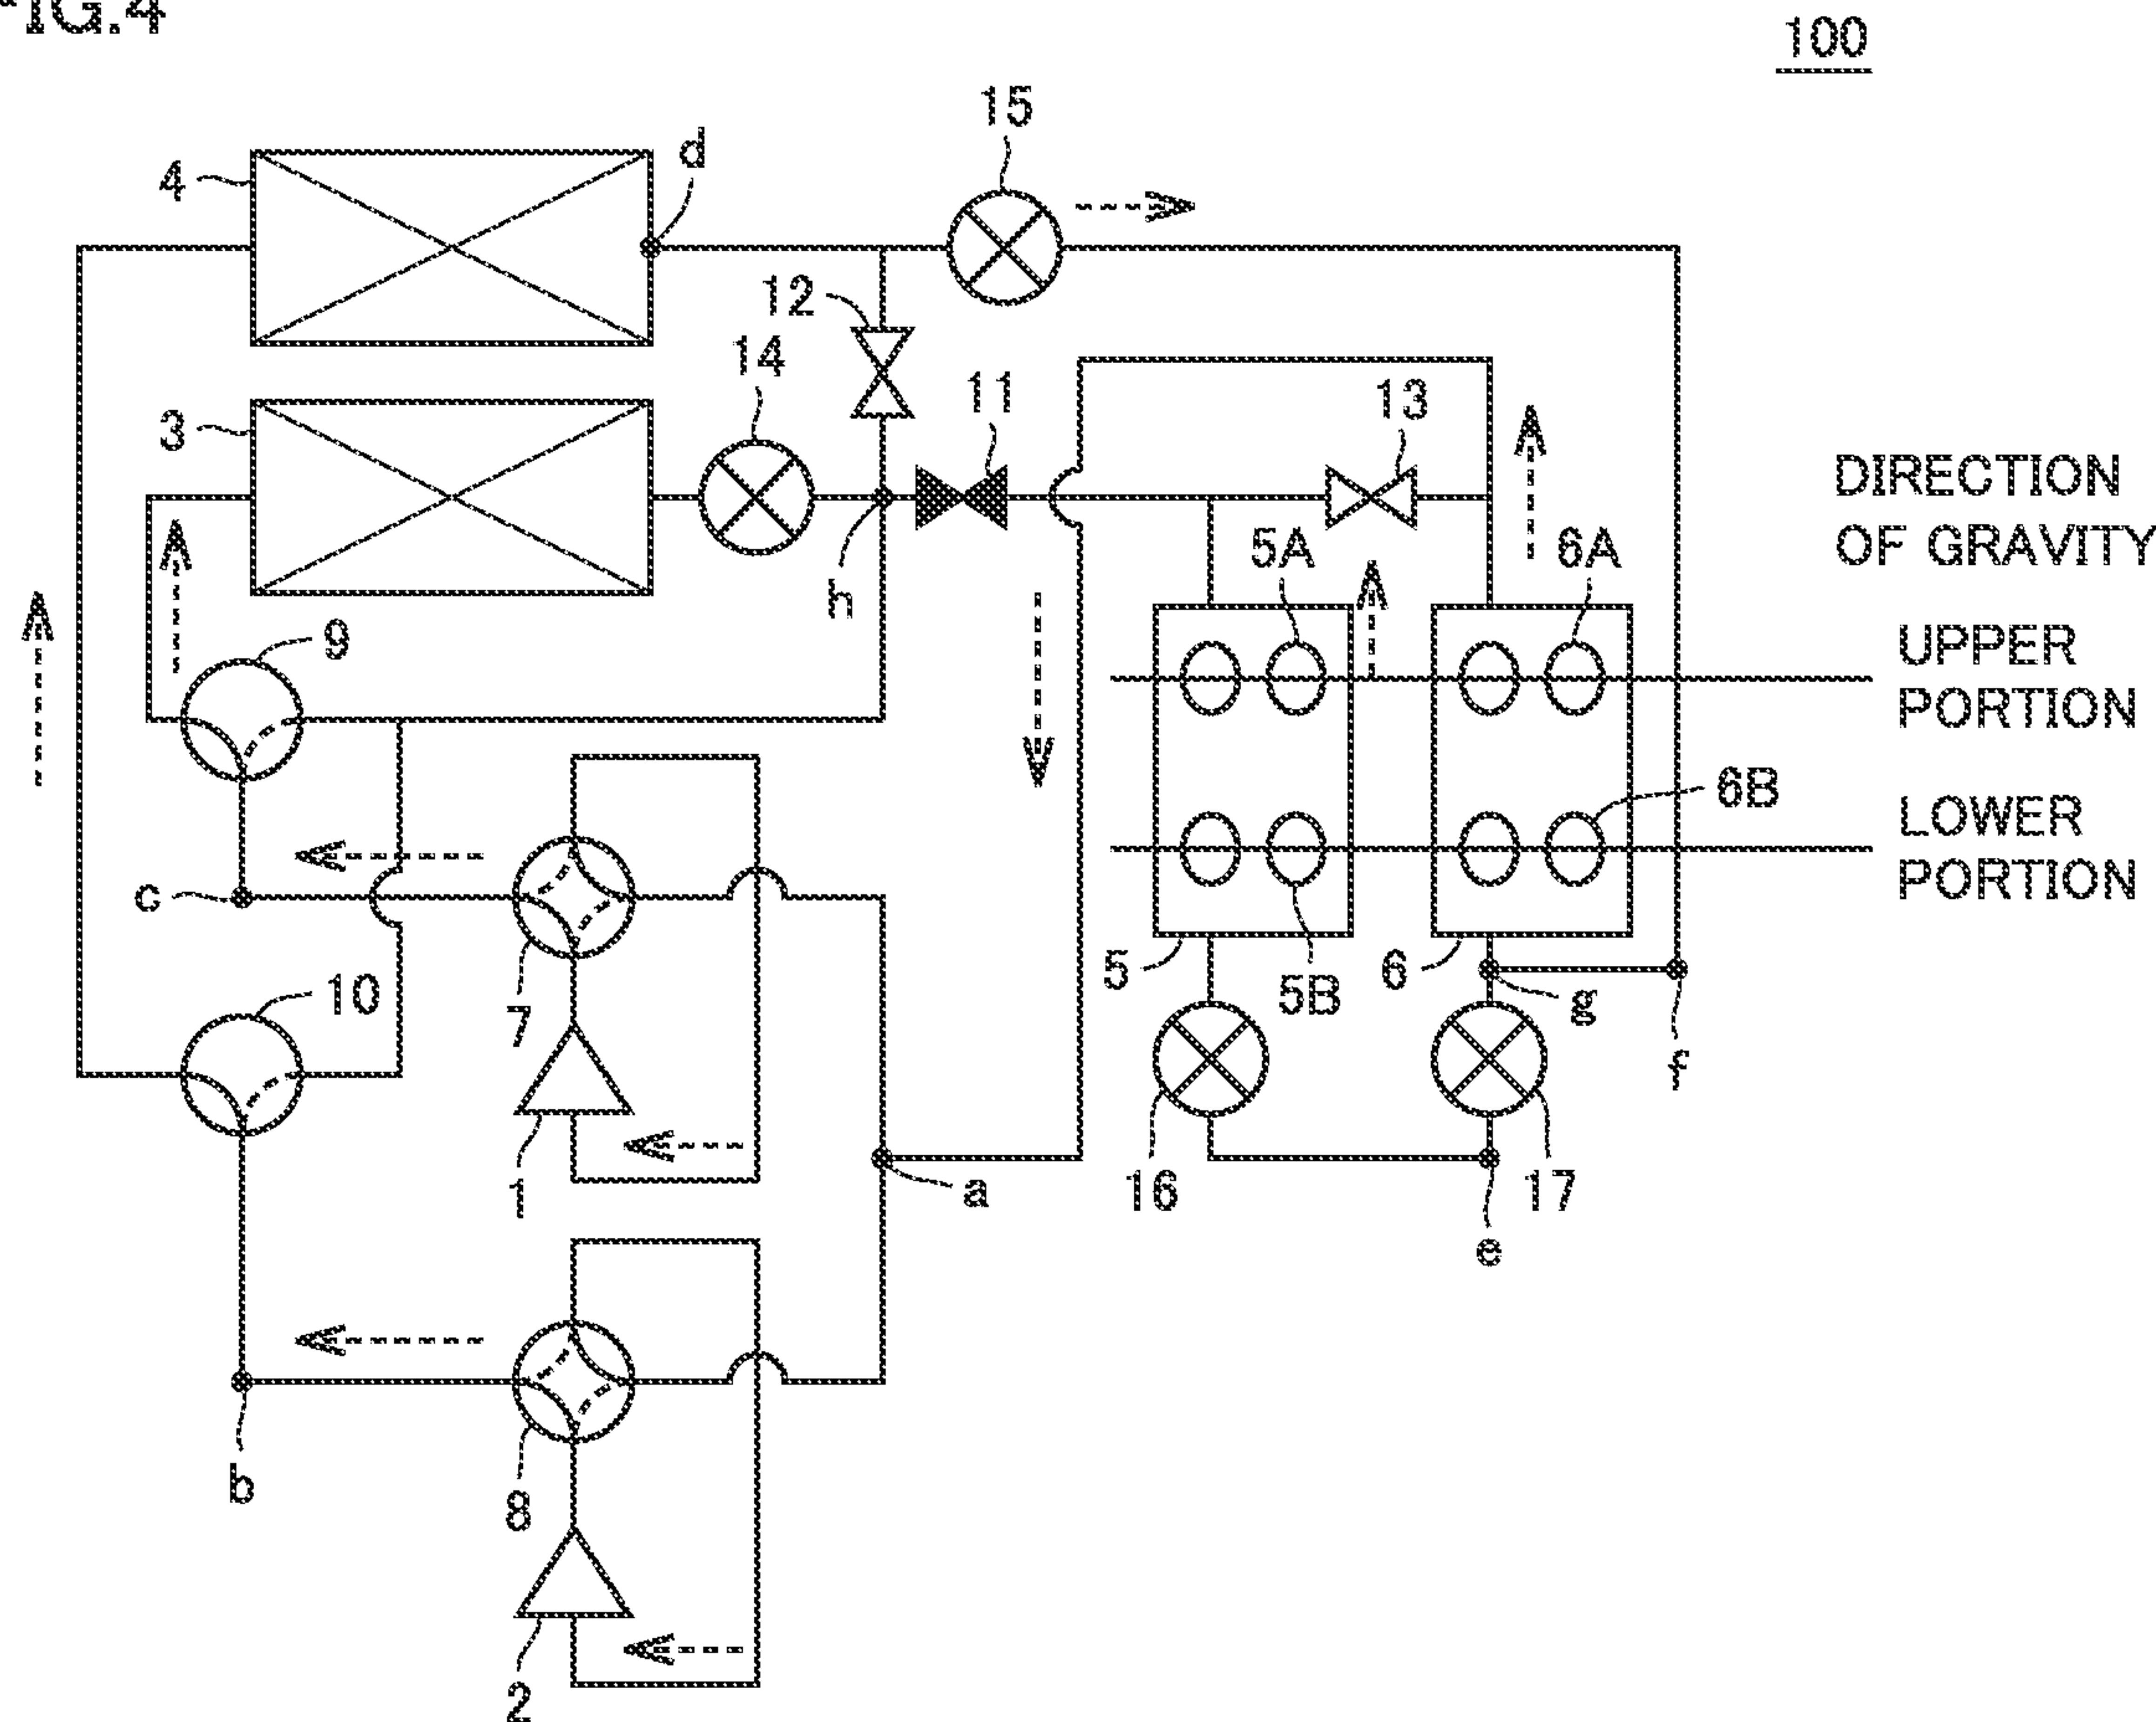 FIG.4
100
15
d
4
12
14
11
13
3
DIRECTION
OF GRAVITY
5A
6A
h
9
UPPER
PORTION
6B
LOWER
PORTION
c
10
7
5
5B
6
g
f
1
a
16
17
e
b
8
2